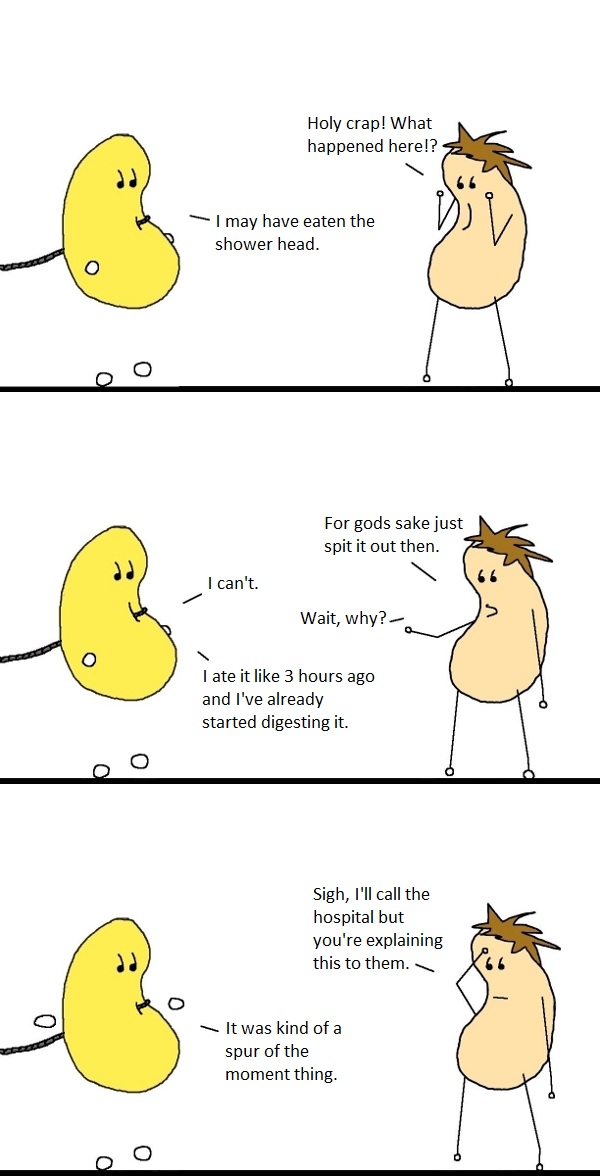 Holy crap! What
happened here!?
I may have eaten the
shower head.
For gods sake just
spit it out then.
I can't.
Wait, why?
I ate it like 3 hours ago
and I've already
started digesting it.
Sigh, I'll call the
hospital but
you're explaining
this to them.
It was kind of a
spur of the
moment thing.